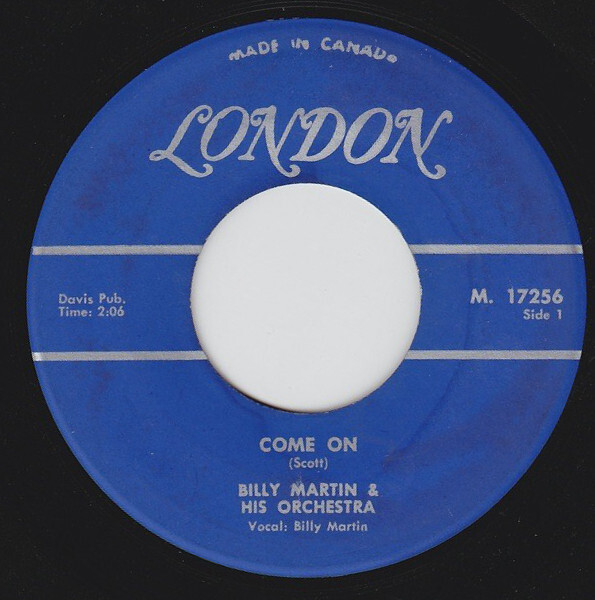 MADE IN CANADA
LONDON
Davis Pub.
Time: 2:06
M. 17256
Side 1
COME ON
(Scott)
BILLY MARTIN &
HIS ORCHESTRA
Vocal: Billy Martin